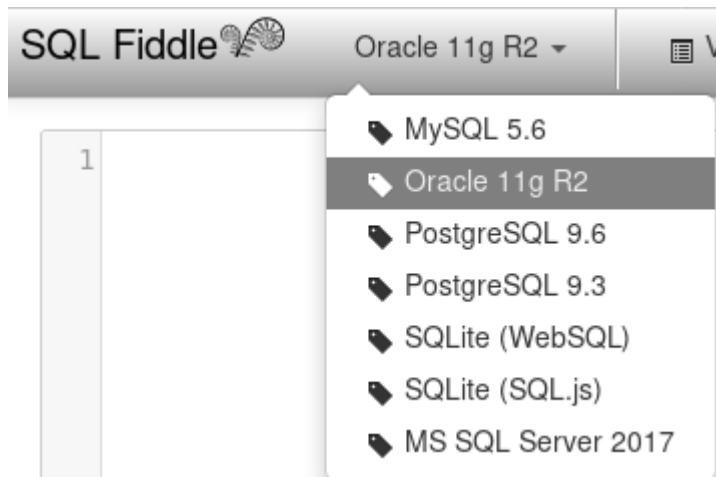 SQL Fiddle Oracle 11g R2
MySQL 5.6
1
Oracle 11g R2
PostgreSQL 9.6
PostgreSQL 9.3
SQLite (WebSQL)
SQLite (SQL.js)
MS SQL Server 2017